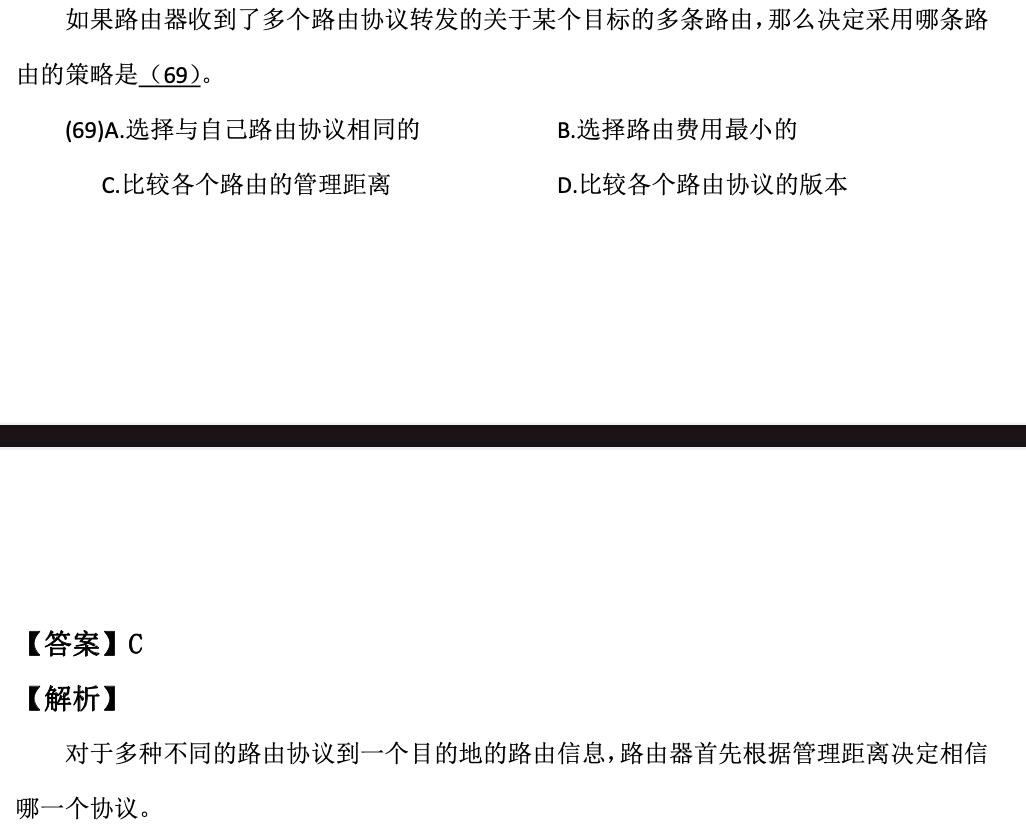 如果路由器收到了多个路由协议转发的关于某个目标的多条路由，那么决定采用哪条路
由的策略是（69）。
(69)A.选择与自己路由协议相同的 B.选择路由费用最小的
C.比较各个路由的管理距离 D.比较各个路由协议的版本
【答案】C
【解析】
对于多种不同的路由协议到一个目的地的路由信息，路由器首先根据管理距离决定相信
哪一个协议。